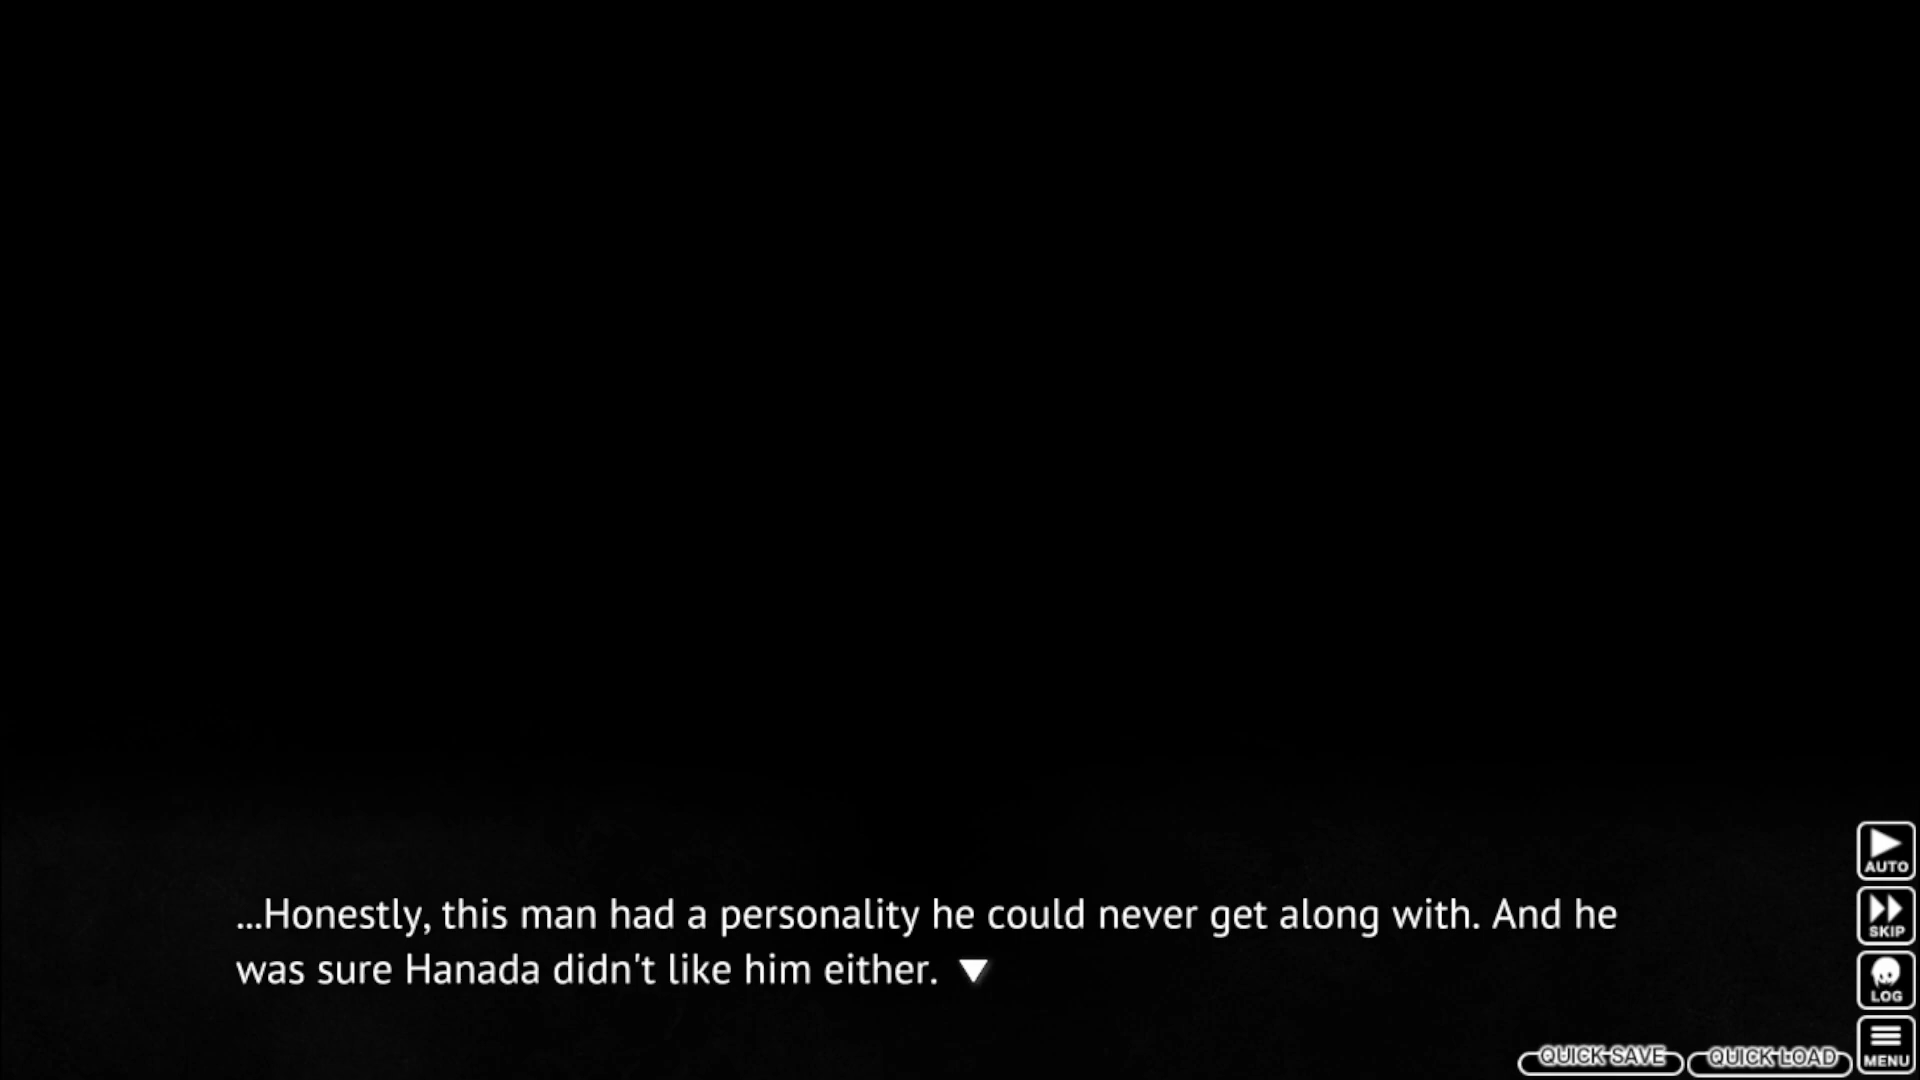 ...Honestly, this man had a personality he could never get along with. And he
was sure Hanada didn't like him either.
AUTO
SKIP
LOG
MENU
QUICK SAVE
QUICK LOAD